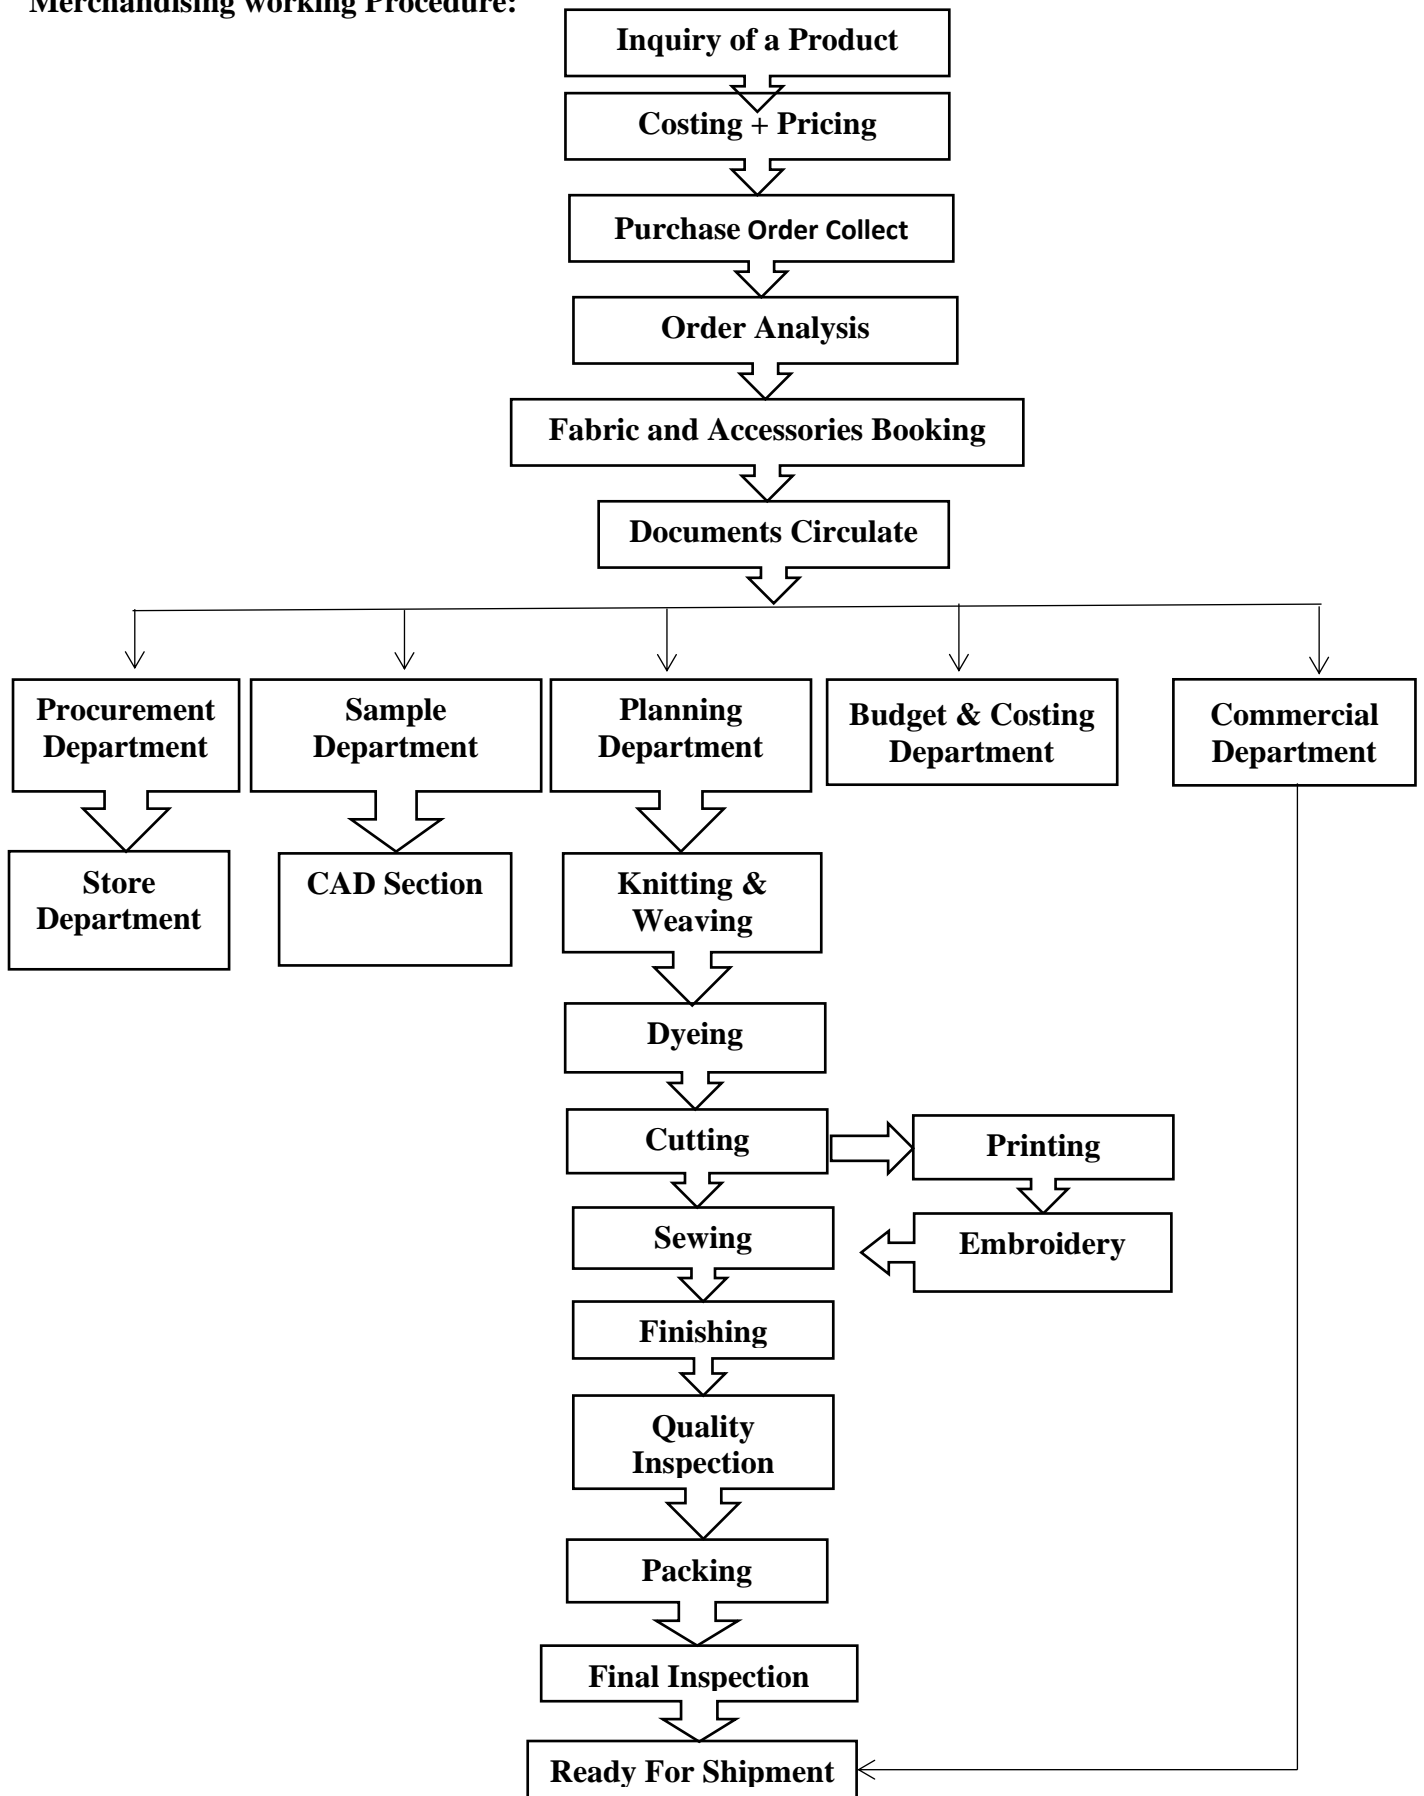 Merchandising working Procedure:
Inquiry of a Product
Costing + Pricing
Purchase Order Collect
Order Analysis
Fabric and Accessories Booking
Documents Circulate
Procurement
Department
Sample
Department
Planning
Department
Budget & Costing
Department
Commercial
Department
Store
Department
CAD Section
Knitting &
Weaving
Dyeing
Cutting
Printing
Sewing
Embroidery
Finishing
Quality
Inspection
Packing
Final Inspection
Ready For Shipment